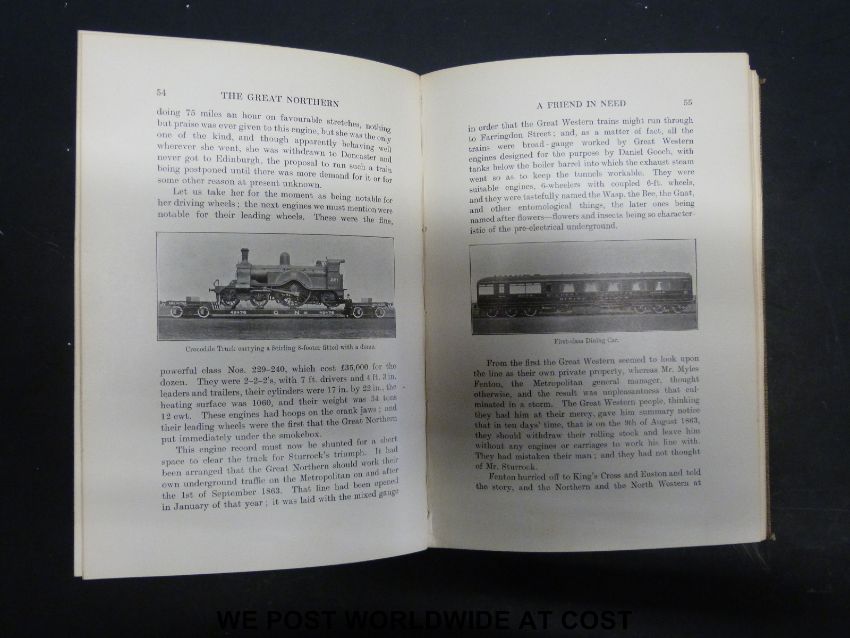 54
THE GREAT NORTHERN
doing 75 miles an hour on favourable stretches, nothing
but praise was ever given to this engine, but she was the only
one of the kind, and though apparently behaving well
wherever she went, she was withdrawn to Doncaster and
never got to Edinburgh, the proposal to run such a train
being postponed until there was more demand for it or for
some other reason at present unknown.
Let us take her for the moment as being notable for
her driving wheels; the next engines we must mention were
notable for their leading wheels. These were the fine,
48476 G N 48476
Crocodile Truck carrying a Stirling 8-footer fitted with a dome.
powerful class Nos. 229-240, which cost £35,000 for the
dozen. They were 2-2-2's, with 7 ft. drivers and 4 ft. 3 in.
leaders and trailers, their cylinders were 17 in. by 22 in., the
heating surface was 1060, and their weight was 34 tons
12 cwt. These engines had hoops on the crank jaws; and
their leading wheels were the first that the Great Northern
put immediately under the smokebox.
This engine record must now be shunted for a short
space to clear the track for Sturrock's triumph. It had
been arranged that the Great Northern should work their
own underground traffic on the Metropolitan on and after
the 1st of September 1863. That line had been opened
in January of that year; it was laid with the mixed gauge
A FRIEND IN NEED
55
in order that the Great Western trains might run through
to Farringdon Street; and, as a matter of fact, all the
trains were broad-gauge worked by Great Western
engines designed for the purpose by Daniel Gooch, with
tanks below the boiler barrel into which the exhaust steam
went so as to keep the tunnels workable. They were
suitable engines, 6-wheelers with coupled 6-ft. wheels,
and they were tastefully named the Wasp, the Bee, the Gnat,
and other entomological things, the later ones being
named after flowers—flowers and insects being so character-
istic of the pre-electrical underground.
First-class Dining Car.
From the first the Great Western seemed to look upon
the line as their own private property, whereas Mr. Myles
Fenton, the Metropolitan general manager, thought
otherwise, and the result was unpleasantness that cul-
minated in a storm. The Great Western people, thinking
they had him at their mercy, gave him summary notice
that in ten days' time, that is on the 9th of August 1863,
they should withdraw their rolling stock and leave him
without any engines or carriages to work his line with.
They had mistaken their man; and they had not thought
of Mr. Sturrock.
Fenton hurried off to King's Cross and Euston and told
the story, and the Northern and the North Western at
WE POST WORLDWIDE AT COST